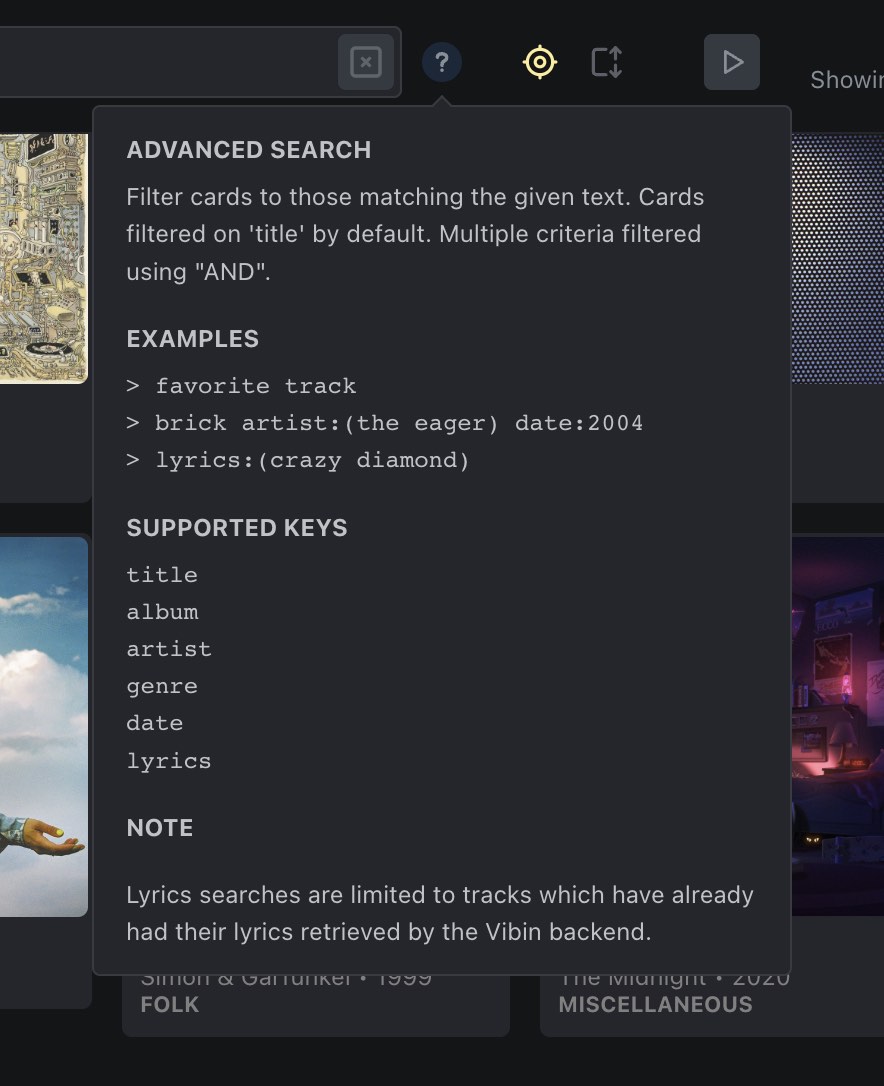 ?
Showin
ADVANCED SEARCH
Filter cards to those matching the given text. Cards
filtered on 'title' by default. Multiple criteria filtered
using "AND".
EXAMPLES
> favorite track
> brick artist:(the eager) date:2004
> lyrics:(crazy diamond)
SUPPORTED KEYS
title
album
artist
genre
date
lyrics
NOTE
Lyrics searches are limited to tracks which have already
had their lyrics retrieved by the Vibin backend.
Simon & Garfunkel • 1999
The Midnight • 2020
FOLK
MISCELLANEOUS